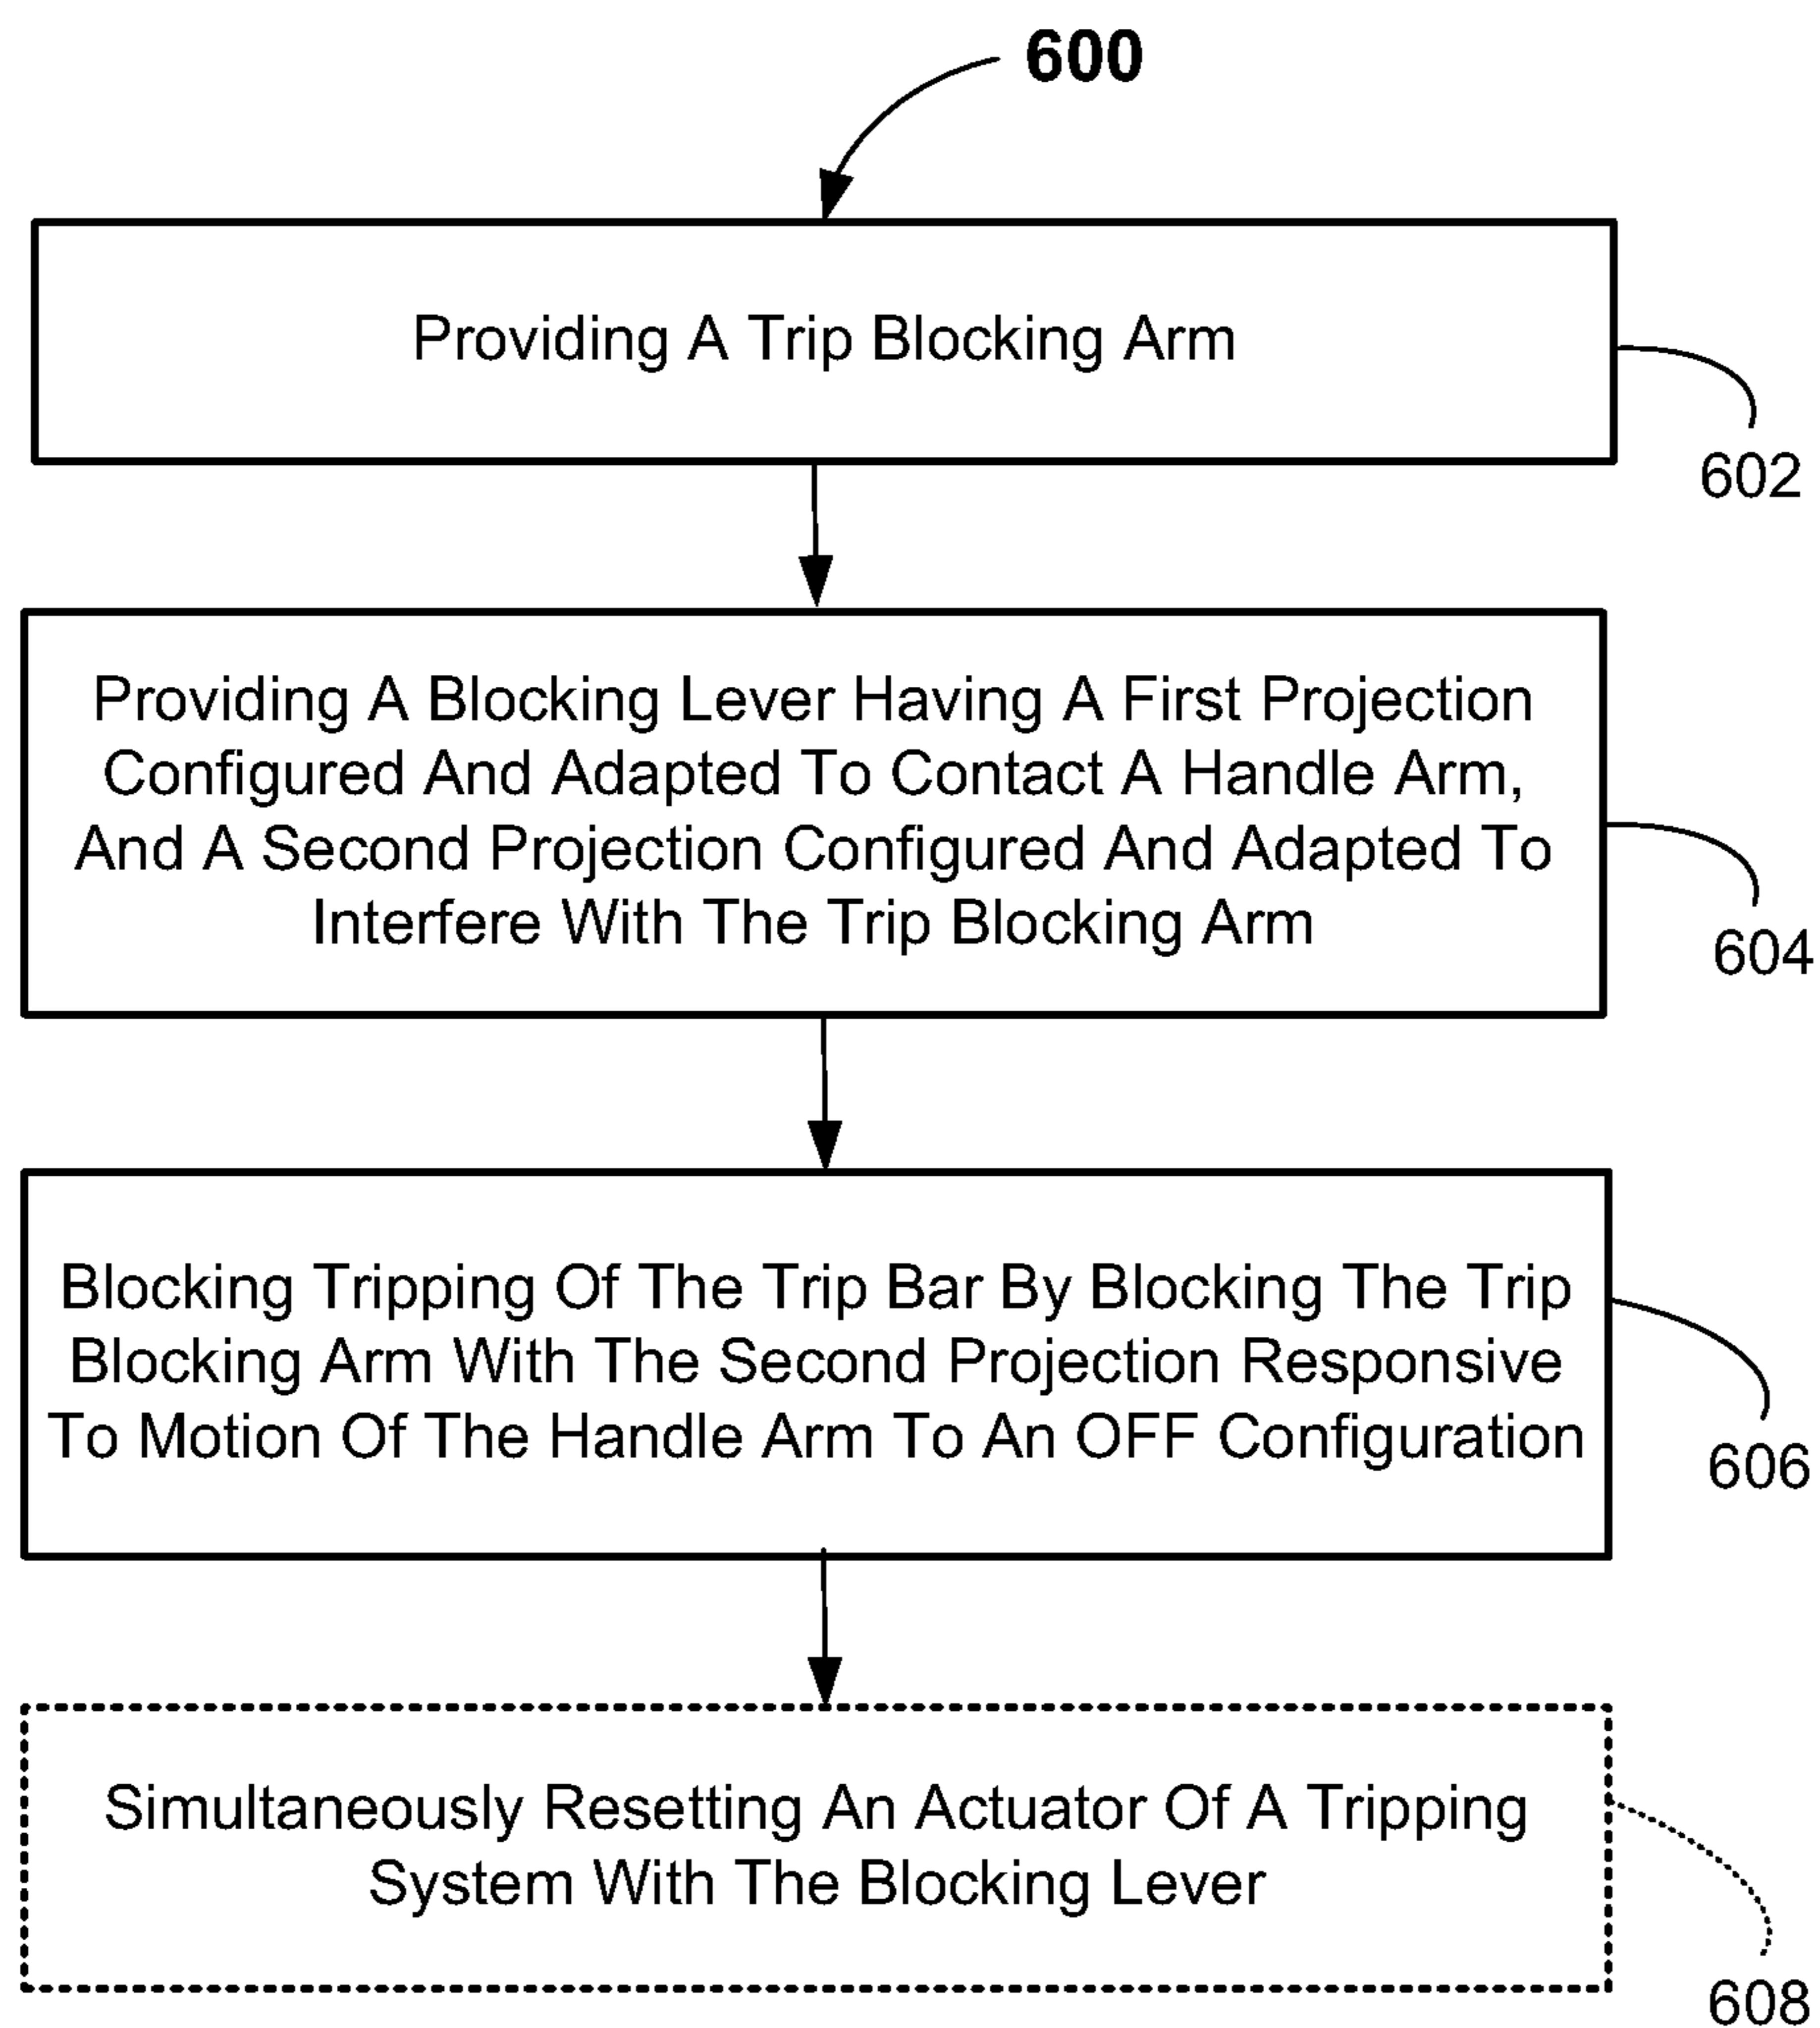 600
Providing A Trip Blocking Arm
602
Providing A Blocking Lever Having A First Projection
Configured And Adapted To Contact A Handle Arm,
And A Second Projection Configured And Adapted To
Interfere With The Trip Blocking Arm
604
Blocking Tripping Of The Trip Bar By Blocking The Trip
Blocking Arm With The Second Projection Responsive
To Motion Of The Handle Arm To An OFF Configuration
606
Simultaneously Resetting An Actuator Of A Tripping
System With The Blocking Lever
608